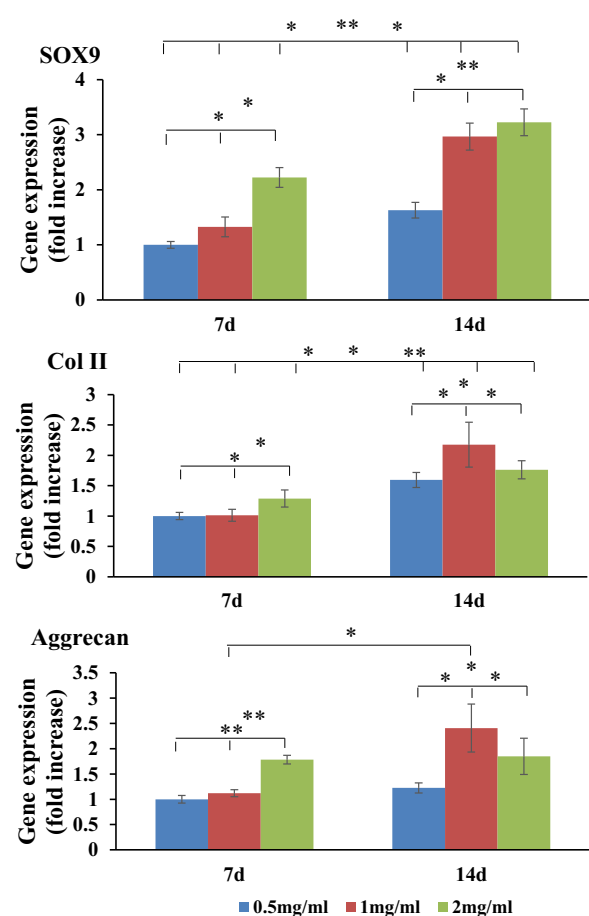 * ** *
SOX9
Gene expression
(fold increase)
4
3
2
1
0
* *
* **
7d 14d
* * **
Col II
Gene expression
(fold increase)
3
2.5
2
1.5
1
0.5
0
*
*
*
* *
7d 14d
*
Aggrecan
Gene expression
(fold increase)
3.5
3
2.5
2
1.5
1
0.5
0
**
**
*
* *
7d 14d
0.5mg/ml 1mg/ml 2mg/ml